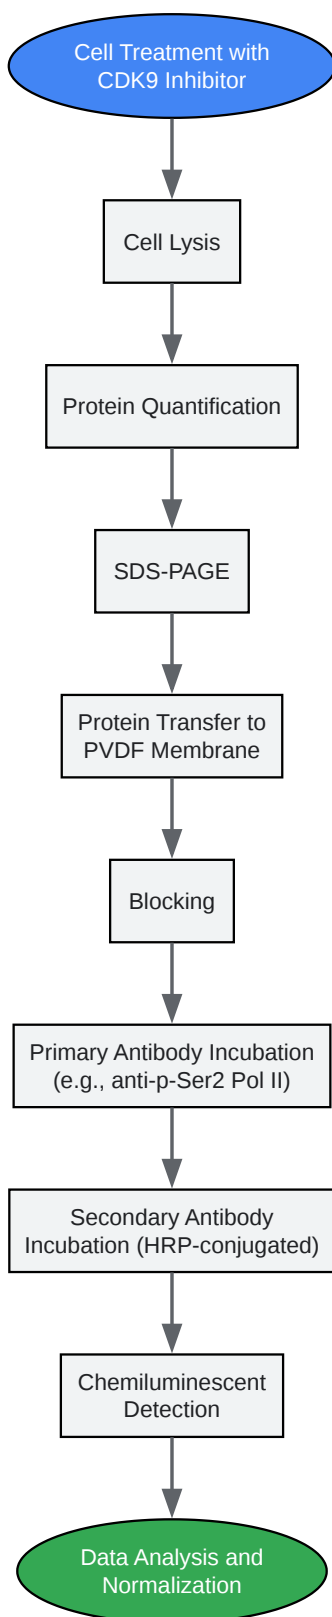 Cell Treatment with
CDK9 Inhibitor
Cell Lysis
Protein Quantification
SDS-PAGE
Protein Transfer to
PVDF Membrane
Blocking
Primary Antibody Incubation
(e.g., anti-p-Ser2 Pol II)
Secondary Antibody
Incubation (HRP-conjugated)
Chemiluminescent
Detection
Data Analysis and
Normalization